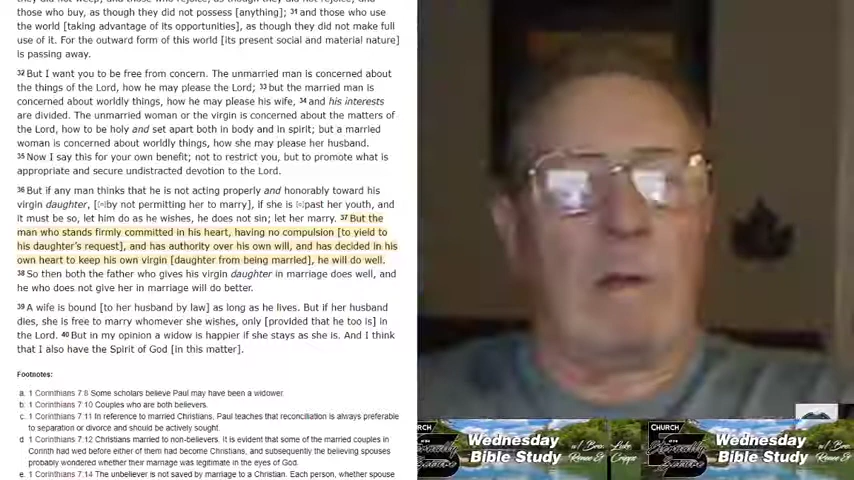 they did not weep; and those who rejoice, as though they did not rejoice; and
those who buy, as though they did not possess [anything]; 31 and those who use
the world [taking advantage of its opportunities], as though they did not make full
use of it. For the outward form of this world [its present social and material nature]
is passing away.
32 But I want you to be free from concern. The unmarried man is concerned about
the things of the Lord, how he may please the Lord; 33 but the married man is
concerned about worldly things, how he may please his wife, 34 and his interests
are divided. The unmarried woman or the virgin is concerned about the matters of
the Lord, how to be holy and set apart both in body and in spirit; but a married
woman is concerned about worldly things, how she may please her husband.
35 Now I say this for your own benefit; not to restrict you, but to promote what is
appropriate and secure undistracted devotion to the Lord.
36 But if any man thinks that he is not acting properly and honorably toward his
virgin daughter, [by not permitting her to marry], if she is past her youth, and
it must be so, let him do as he wishes, he does not sin; let her marry. 37 But the
man who stands firmly committed in his heart, having no compulsion [to yield to
his daughter's request], and has authority over his own will, and has decided in his
own heart to keep his own virgin [daughter from being married], he will do well.
38 So then both the father who gives his virgin daughter in marriage does well, and
he who does not give her in marriage will do better.
39 A wife is bound [to her husband by law] as long as he lives. But if her husband
dies, she is free to marry whomever she wishes, only [provided that he too is] in
the Lord. 40 But in my opinion a widow is happier if she stays as she is. And I think
that I also have the Spirit of God [in this matter].
Footnotes:
a. 1 Corinthians 7:8 Some scholars believe Paul may have been a widower.
b. 1 Corinthians 7:10 Couples who are both believers.
c. 1 Corinthians 7:11 In reference to married Christians, Paul teaches that reconciliation is always preferable
to separation or divorce and should be actively sought.
d. 1 Corinthians 7:12 Christians married to non-believers. It is evident that some of the married couples in
Corinth had wed before either of them had become Christians, and subsequently the believing spouses
probably wondered whether their marriage was legitimate in the eyes of God.
e. 1 Corinthians 7:14 The unbeliever is not saved by marriage to a Christian. Each person, whether spouse
CHURCH
of the
Eternally
Secure
Wednesday
Bible Study
w/ Bro.
Renee &
Luke
Cripps
CHURCH
of the
Eternally
Secure
Wednesday
Bible Study
w/ Bro.
Renee &